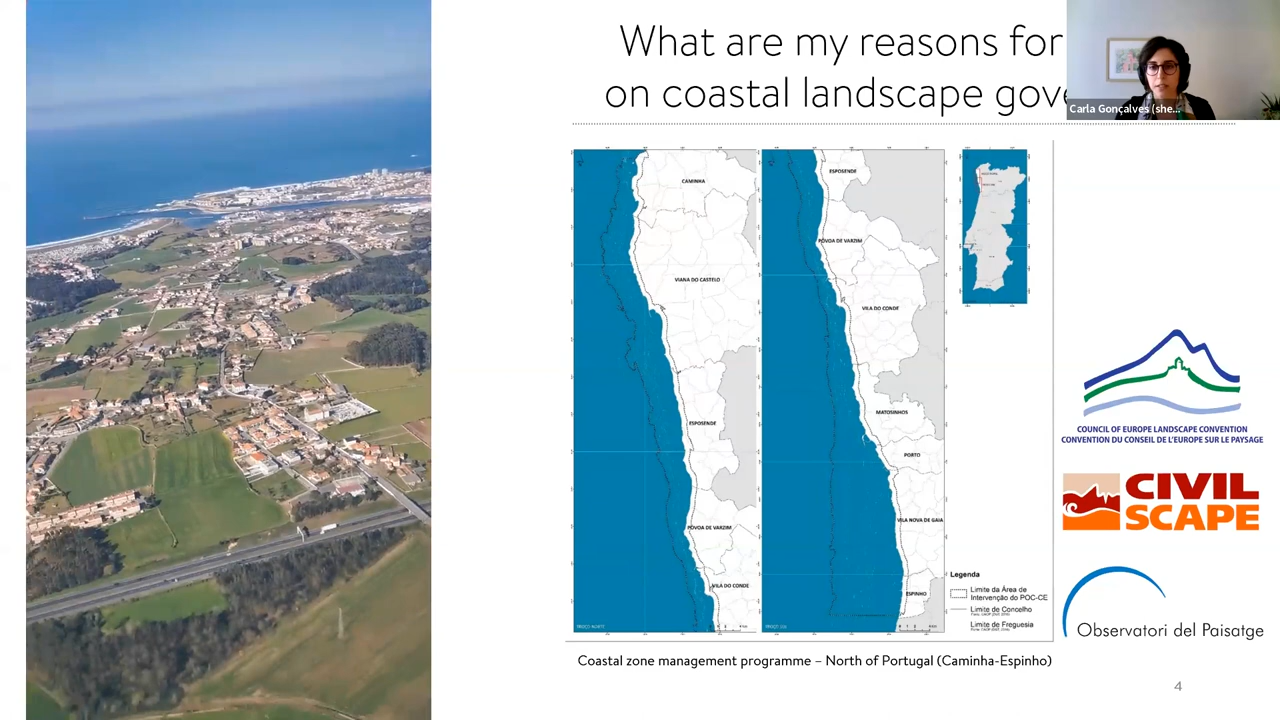 What are my reasons for
on coastal landscape gove
Carla Gonçalves (she...
CAMINHA
VIANA DO CASTELO
ESPOSENDE
PÓVOA DE VARZIM
VILA DO CONDE
ESPOSENDE
PÓVOA DE VARZIM
VILA DO CONDE
MATOSINHOS
PORTO
VILA NOVA DE GAIA
ESPINHO
Legenda
Limite da Área de
Intervenção do POC-CE
Limite de Concelho
Limite de Freguesia
COUNCIL OF EUROPE LANDSCAPE CONVENTION
CONVENTION DU CONSEIL DE L'EUROPE SUR LE PAYSAGE
CIVIL
SCAPE
Observatori del Paisatge
Coastal zone management programme – North of Portugal (Caminha-Espinho)
4